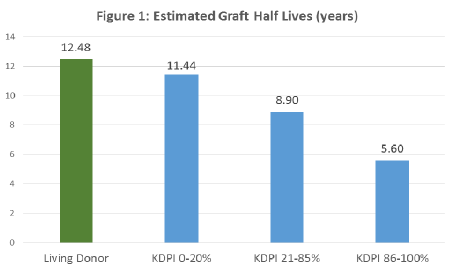 Figure 1: Estimated Graft Half Lives (years)
14
12
10
8
6
4
2
0
12.48
11.44
8.90
5.60
Living Donor
KDPI 0-20%
KDPI 21-85%
KDPI 86-100%